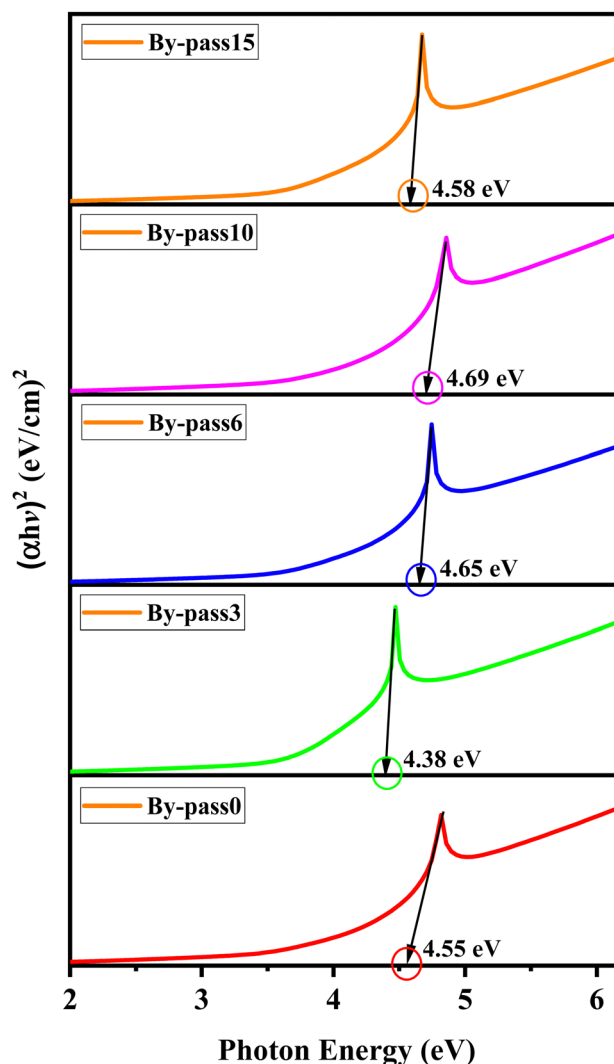 By-pass15
4.58 eV
By-pass10
4.69 eV
By-pass6
4.65 eV
By-pass3
4.38 eV
By-pass0
4.55 eV
(αhν)² (eV/cm)²
2 3 4 5 6
Photon Energy (eV)